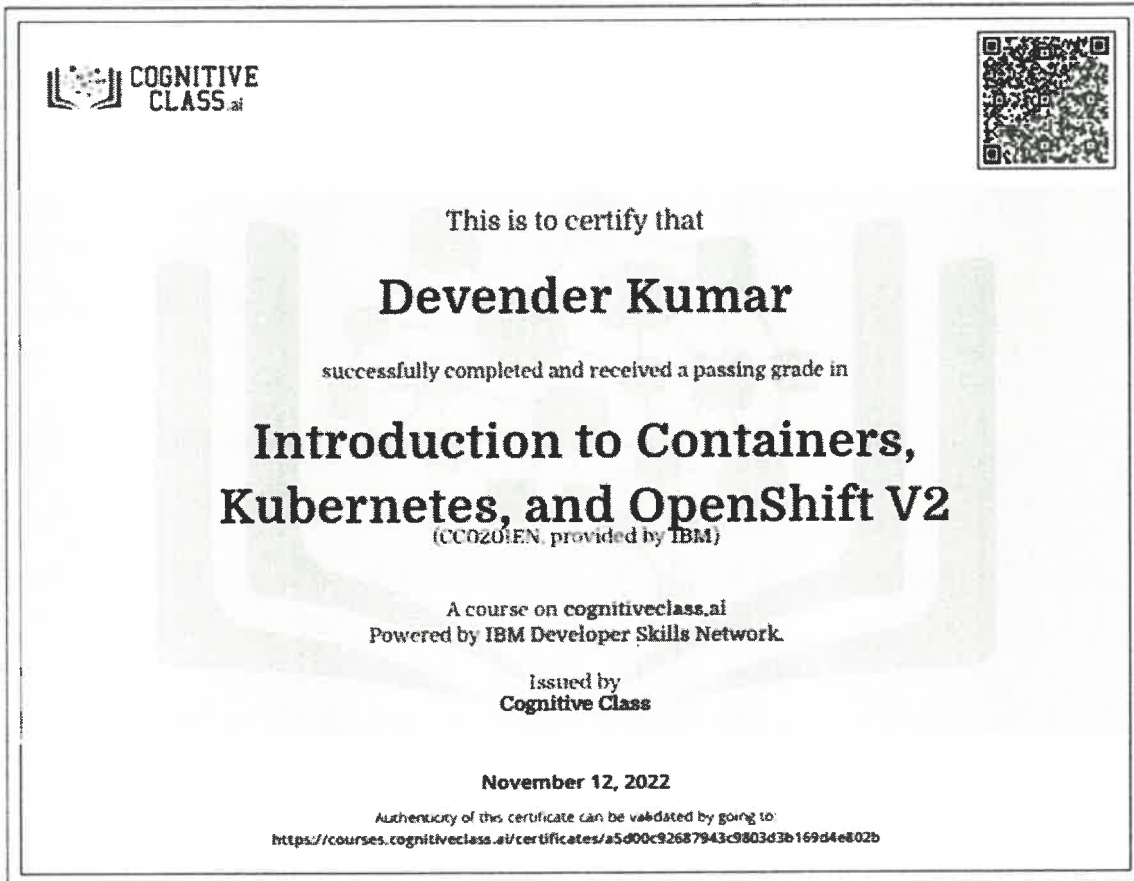 COGNITIVE
CLASS.ai
This is to certify that
Devender Kumar
successfully completed and received a passing grade in
Introduction to Containers,
Kubernetes, and OpenShift V2
(CC0201EN, provided by IBM)
A course on cognitiveclass.ai
Powered by IBM Developer Skills Network.
Issued by
Cognitive Class
November 12, 2022
Authenticity of this certificate can be validated by going to:
https://courses.cognitiveclass.ai/certificates/a5d00c92687943c9803d3b169d4e802b